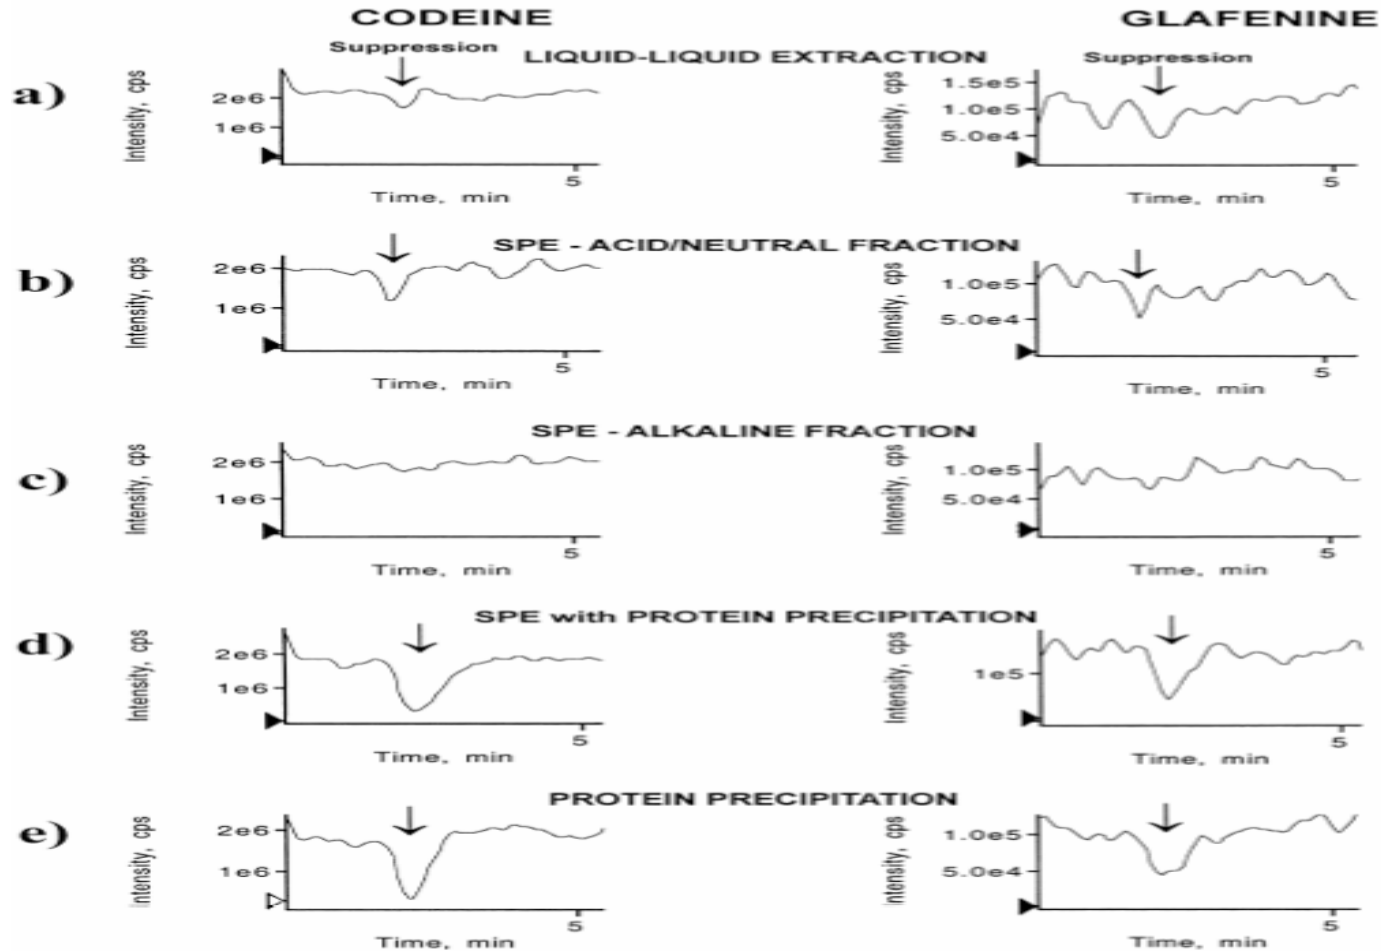 CODEINE GLAFENINE
Suppression LIQUID-LIQUID EXTRACTION Suppression
a)
Intensity, cps 2e6 1e6 5 Time, min
Intensity, cps 1.5e5 1.0e5 5.0e4 5 Time, min
SPE - ACID/NEUTRAL FRACTION
b)
Intensity, cps 2e6 1e6 5 Time, min
Intensity, cps 1.0e5 5.0e4 5 Time, min
SPE - ALKALINE FRACTION
c)
Intensity, cps 2e6 1e6 5 Time, min
Intensity, cps 1.0e5 5.0e4 5 Time, min
SPE with PROTEIN PRECIPITATION
d)
Intensity, cps 2e6 1e6 5 Time, min
Intensity, cps 1e5 5 Time, min
PROTEIN PRECIPITATION
e)
Intensity, cps 2e6 1e6 5 Time, min
Intensity, cps 1.0e5 5.0e4 5 Time, min